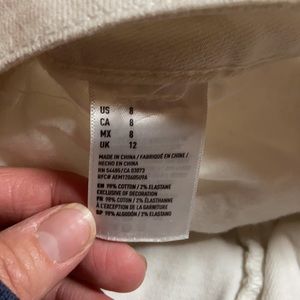 US 8
CA 8
MX 8
UK 12
MADE IN CHINA / FABRIQUÉ EN CHINE /
HECHO EN CHINA
RN 54485 / CA 03073
EN 98% COTTON / 2% ELASTANE
EXCLUSIVE OF DECORATION
FR 98% COTON / 2% ÉLASTHANNE
À L'EXCEPTION DE LA GARNITURE
SP 98% ALGODÓN / 2% ELASTANO